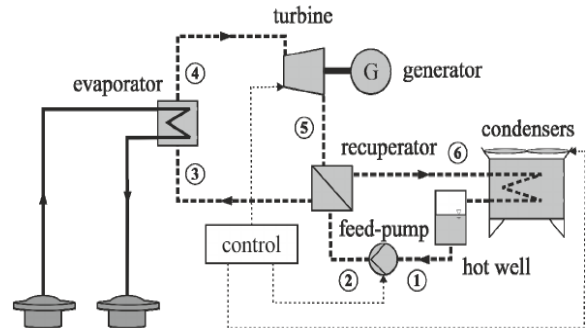 turbine
④
evaporator
G
generator
⑤
⑥
condensers
recuperator
③
feed-pump
control
②
①
hot well